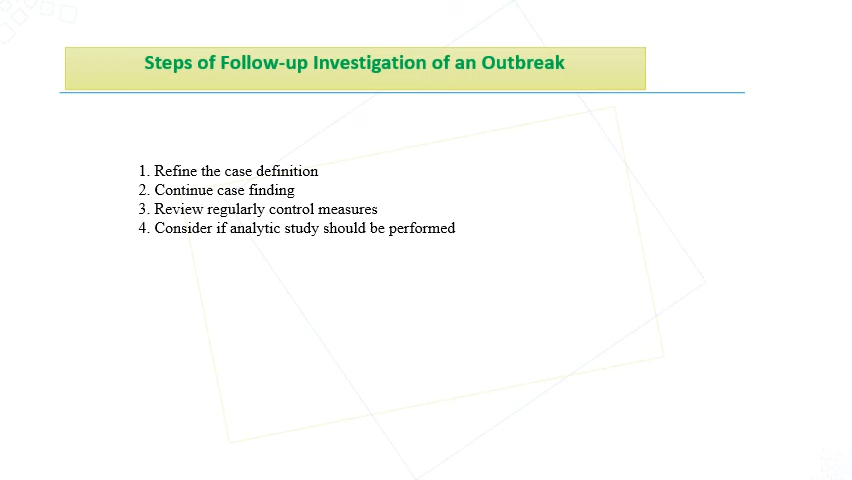 Steps of Follow-up Investigation of an Outbreak
1. Refine the case definition
2. Continue case finding
3. Review regularly control measures
4. Consider if analytic study should be performed